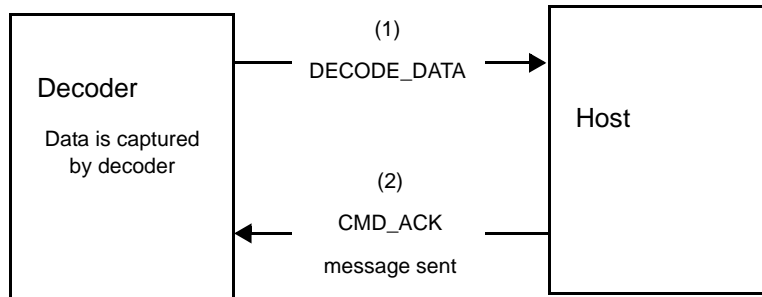 Decoder
Data is captured
by decoder
(1)
DECODE_DATA
(2)
CMD_ACK
message sent
Host